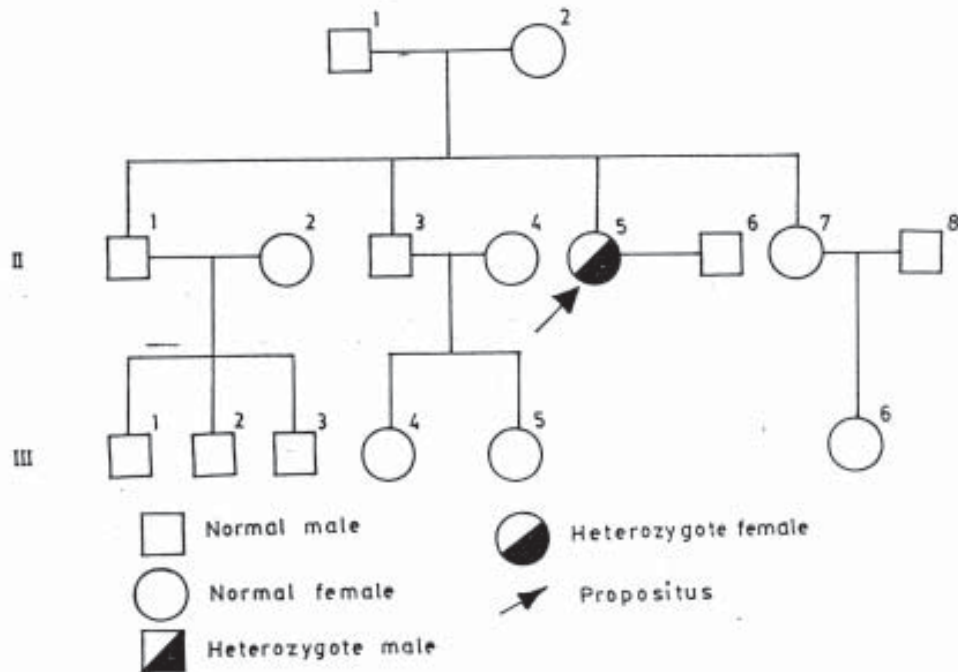 1 2
II 1 2 3 4 5 6 7 8
III 1 2 3 4 5 6
Normal male
Heterozygote female
Normal female
Propositus
Heterozygote male